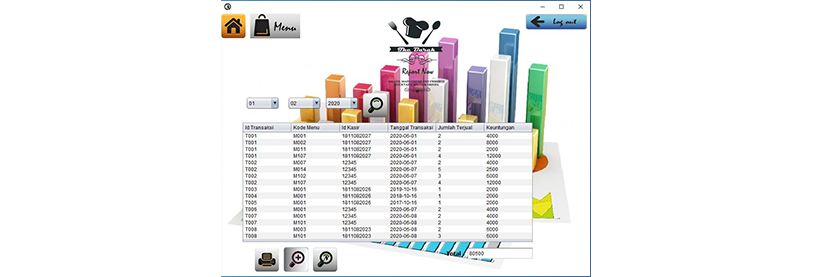 Menu
Log out
The Barak
Report Now
01 02 2020
Id Transaksi Kode Menu Id Kasir Tanggal Transaksi Jumlah Terjual Keuntungan
T001 M001 1811082027 2020-06-01 2 4000
T001 M002 1811082027 2020-06-01 2 8000
T001 M011 1811082027 2020-06-01 2 2000
T001 M107 1811082027 2020-06-01 4 12000
T002 M007 12345 2020-06-07 2 4000
T002 M014 12345 2020-06-07 5 2500
T002 M102 12345 2020-06-07 3 6000
T002 M107 12345 2020-06-07 4 12000
T003 M001 1811082026 2019-10-16 1 2000
T004 M001 1811082026 2018-10-16 1 2000
T005 M001 1811082026 2017-10-16 1 2000
T006 M001 12345 2020-06-07 2 4000
T007 M001 12345 2020-06-08 2 4000
T007 M101 12345 2020-06-08 2 4000
T008 M003 1811082023 2020-06-08 2 6000
T008 M101 1811082023 2020-06-08 3 6000
Total 80500